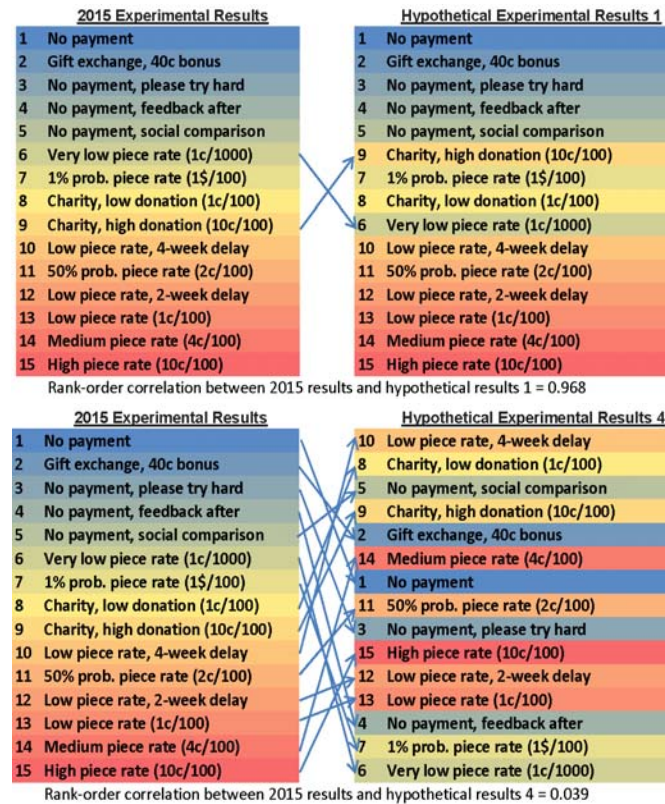 2015 Experimental Results
1 No payment
2 Gift exchange, 40c bonus
3 No payment, please try hard
4 No payment, feedback after
5 No payment, social comparison
6 Very low piece rate (1c/1000)
7 1% prob. piece rate (1$/100)
8 Charity, low donation (1c/100)
9 Charity, high donation (10c/100)
10 Low piece rate, 4-week delay
11 50% prob. piece rate (2c/100)
12 Low piece rate, 2-week delay
13 Low piece rate (1c/100)
14 Medium piece rate (4c/100)
15 High piece rate (10c/100)
Hypothetical Experimental Results 1
1 No payment
2 Gift exchange, 40c bonus
3 No payment, please try hard
4 No payment, feedback after
5 No payment, social comparison
9 Charity, high donation (10c/100)
7 1% prob. piece rate (1$/100)
8 Charity, low donation (1c/100)
6 Very low piece rate (1c/1000)
10 Low piece rate, 4-week delay
11 50% prob. piece rate (2c/100)
12 Low piece rate, 2-week delay
13 Low piece rate (1c/100)
14 Medium piece rate (4c/100)
15 High piece rate (10c/100)
Rank-order correlation between 2015 results and hypothetical results 1 = 0.968
2015 Experimental Results
1 No payment
2 Gift exchange, 40c bonus
3 No payment, please try hard
4 No payment, feedback after
5 No payment, social comparison
6 Very low piece rate (1c/1000)
7 1% prob. piece rate (1$/100)
8 Charity, low donation (1c/100)
9 Charity, high donation (10c/100)
10 Low piece rate, 4-week delay
11 50% prob. piece rate (2c/100)
12 Low piece rate, 2-week delay
13 Low piece rate (1c/100)
14 Medium piece rate (4c/100)
15 High piece rate (10c/100)
Hypothetical Experimental Results 4
10 Low piece rate, 4-week delay
8 Charity, low donation (1c/100)
5 No payment, social comparison
9 Charity, high donation (10c/100)
2 Gift exchange, 40c bonus
14 Medium piece rate (4c/100)
1 No payment
11 50% prob. piece rate (2c/100)
3 No payment, please try hard
15 High piece rate (10c/100)
12 Low piece rate, 2-week delay
13 Low piece rate (1c/100)
4 No payment, feedback after
7 1% prob. piece rate (1$/100)
6 Very low piece rate (1c/1000)
Rank-order correlation between 2015 results and hypothetical results 4 = 0.039